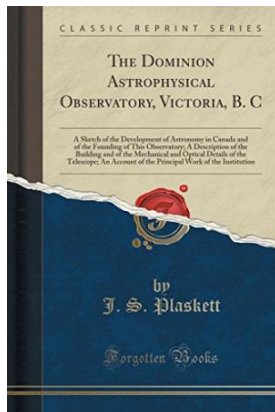 CLASSIC REPRINT SERIES
THE DOMINION
ASTROPHYSICAL
OBSERVATORY, VICTORIA, B. C
A Sketch of the Development of Astronomy in Canada and
of the Founding of This Observatory; A Description of the
Building and of the Mechanical and Optical Details of the
Telescope; An Account of the Principal Work of the Institution
by
J. S. Plaskett
Forgotten Books